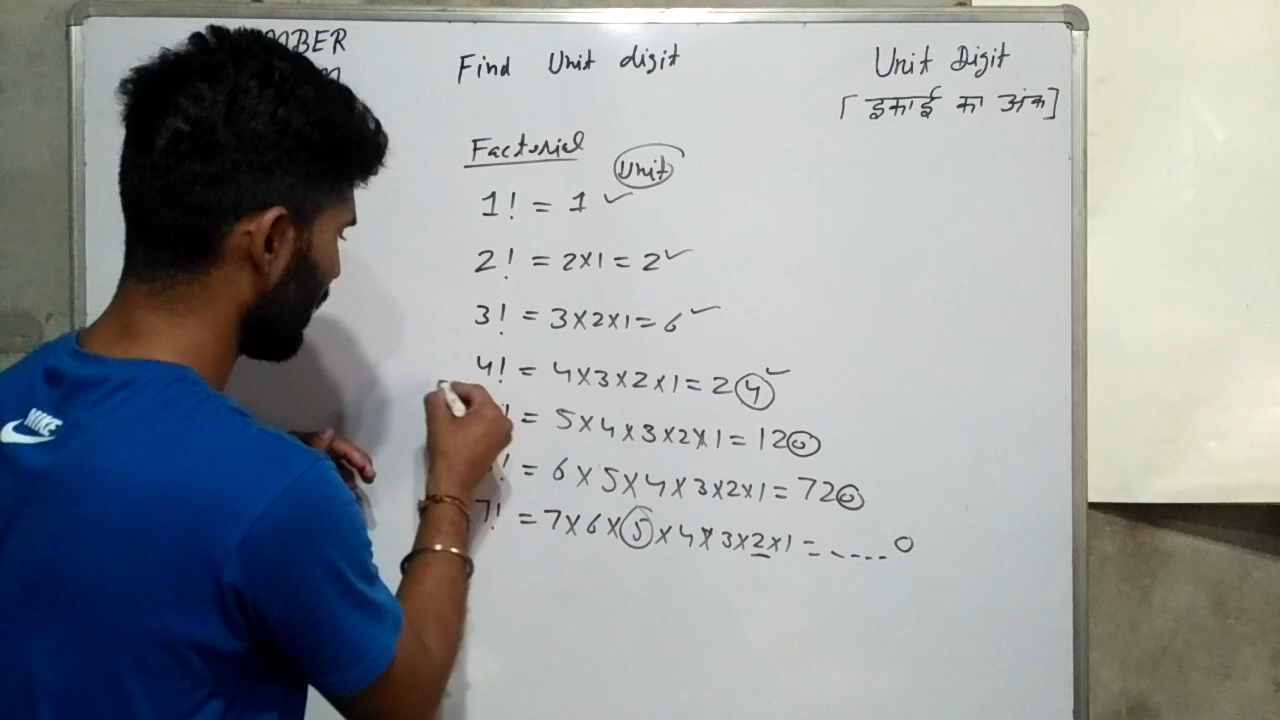 Find Unit digit
Unit Digit
[इकाई का अंक]
Factorial
Unit
1! = 1 ✓
2! = 2×1 = 2 ✓
3! = 3×2×1 = 6 ✓
4! = 4×3×2×1 = 24 ✓
! = 5×4×3×2×1 = 120
! = 6×5×4×3×2×1 = 720
7! = 7×6×5×4×3×2×1 = ----- 0
NIKE